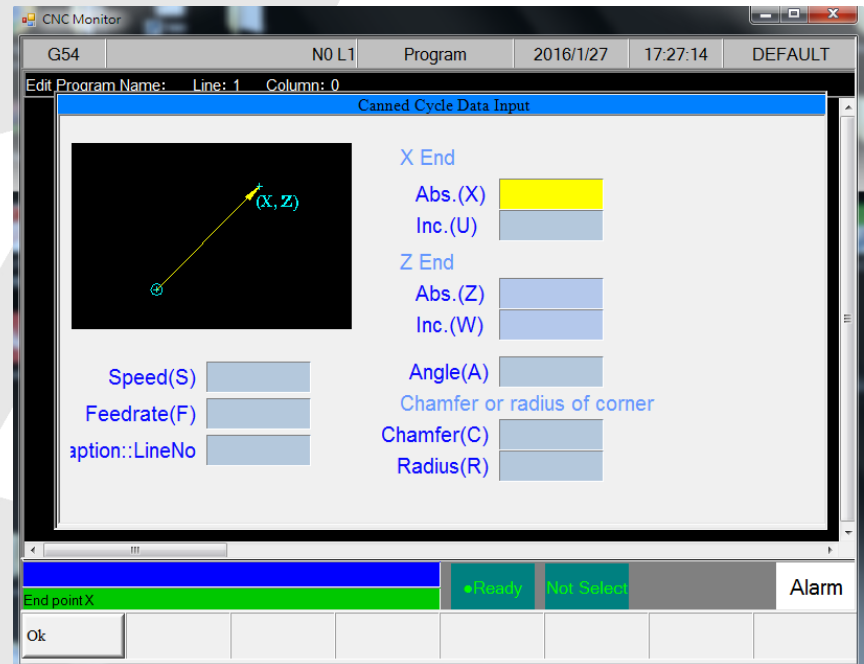 CNC Monitor
G54 N0 L1 Program 2016/1/27 17:27:14 DEFAULT
Edit Program Name: Line: 1 Column: 0
Canned Cycle Data Input
(X, Z)
X End
Abs.(X)
Inc.(U)
Z End
Abs.(Z)
Inc.(W)
Speed(S)
Feedrate(F)
aption::LineNo
Angle(A)
Chamfer or radius of corner
Chamfer(C)
Radius(R)
●Ready Not Select Alarm
End point X
Ok